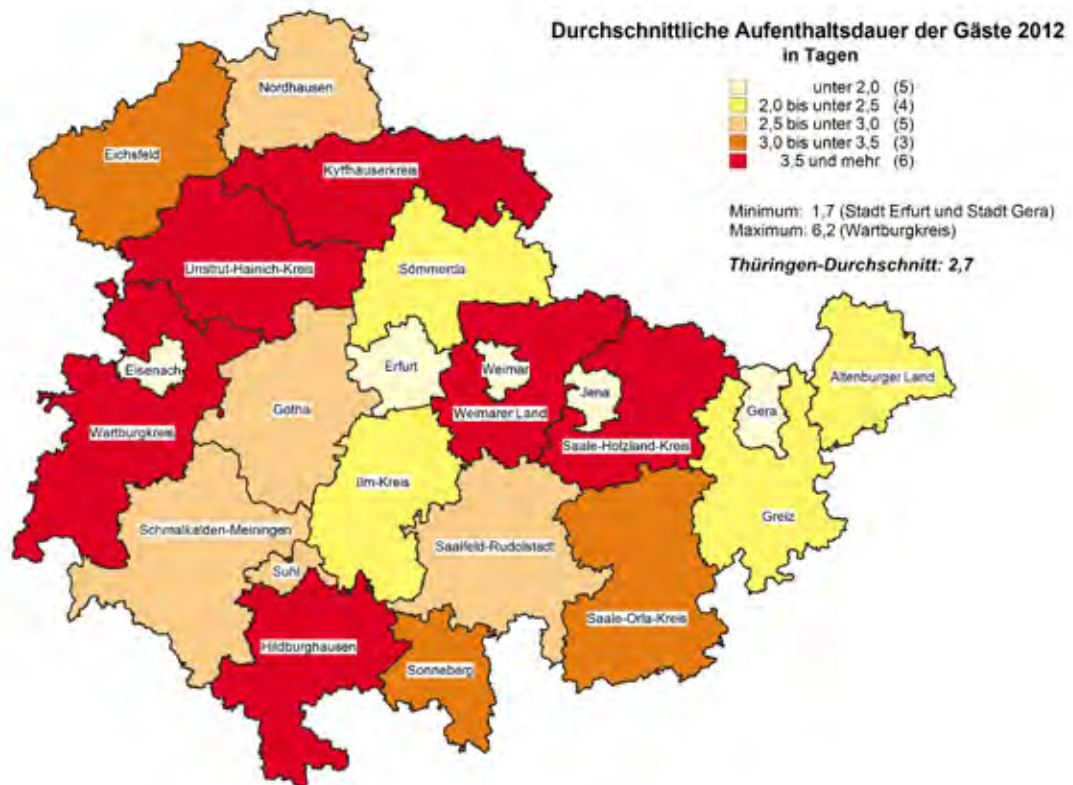 Durchschnittliche Aufenthaltsdauer der Gäste 2012
in Tagen
unter 2,0 (5)
2,0 bis unter 2,5 (4)
2,5 bis unter 3,0 (5)
3,0 bis unter 3,5 (3)
3,5 und mehr (6)
Minimum: 1,7 (Stadt Erfurt und Stadt Gera)
Maximum: 6,2 (Wartburgkreis)
Thüringen-Durchschnitt: 2,7
Nordhausen
Eichsfeld
Kyffhäuserkreis
Unstrut-Hainich-Kreis
Sömmerda
Eisenach
Erfurt
Weimar
Jena
Gera
Altenburger Land
Gotha
Weimarer Land
Wartburgkreis
Saale-Holzland-Kreis
Ilm-Kreis
Greiz
Schmalkalden-Meiningen
Saalfeld-Rudolstadt
Suhl
Saale-Orla-Kreis
Hildburghausen
Sonneberg